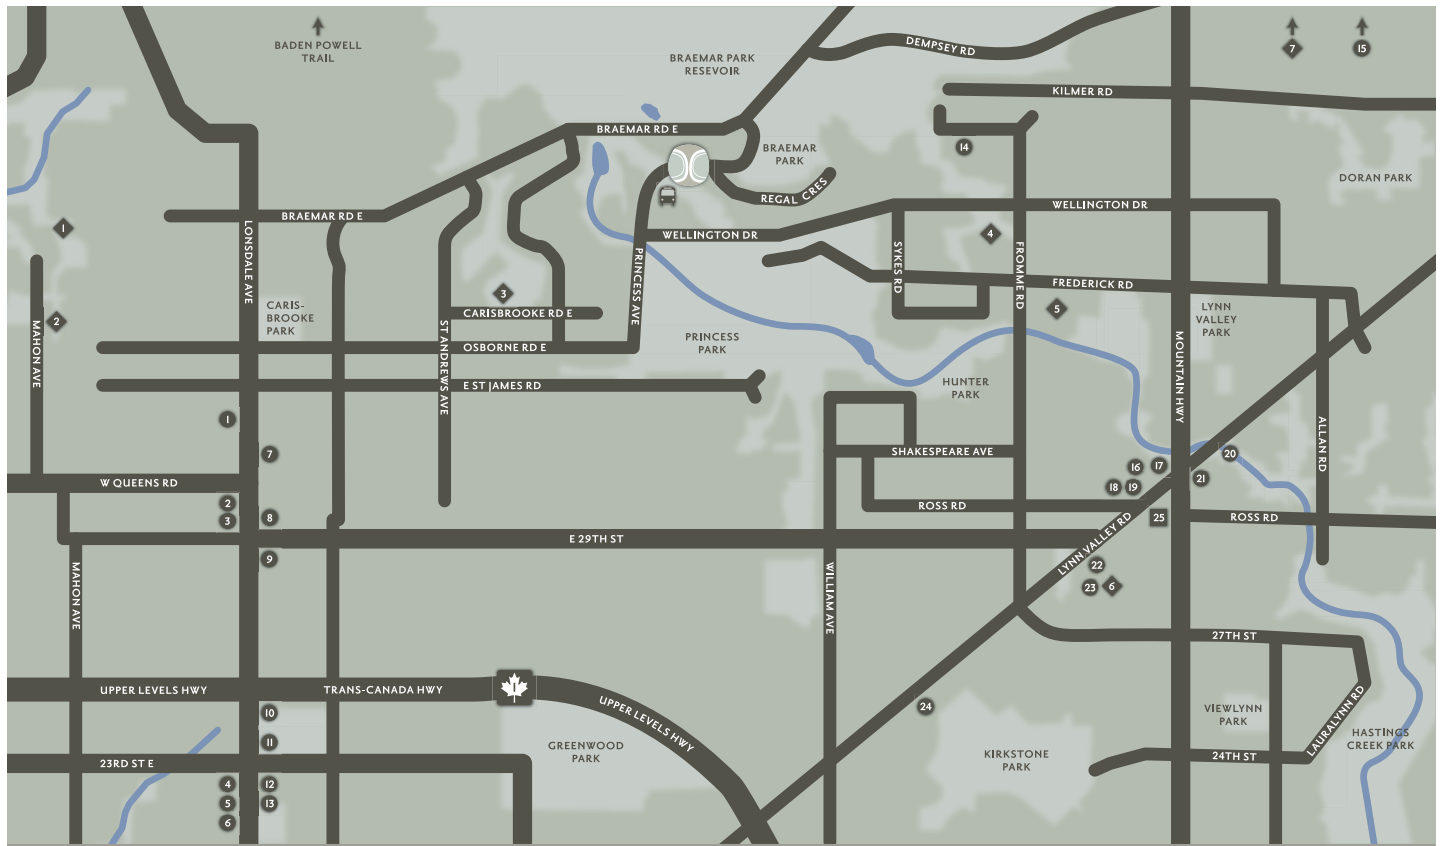 BADEN POWELL
TRAIL
BRAEMAR PARK
RESEVOIR
DEMPSEY RD
7
15
KILMER RD
BRAEMAR RD E
14
BRAEMAR
PARK
DORAN PARK
REGAL CRES
BRAEMAR RD E
WELLINGTON DR
1
LONSDALE AVE
WELLINGTON DR
4
SYKES RD
FROMME RD
PRINCESS AVE
FREDERICK RD
3
CARIS-
BROOKE
PARK
CARISBROOKE RD E
5
LYNN
VALLEY
PARK
2
MAHON AVE
ST ANDREWS AVE
OSBORNE RD E
PRINCESS
PARK
MOUNTAIN HWY
E ST JAMES RD
HUNTER
PARK
1
ALLAN RD
7
SHAKESPEARE AVE
16
17
20
W QUEENS RD
18
19
21
2
3
8
ROSS RD
25
ROSS RD
E 29TH ST
LYNN VALLEY RD
9
22
23
6
MAHON AVE
WILLIAM AVE
27TH ST
UPPER LEVELS HWY
TRANS-CANADA HWY
1
UPPER LEVELS HWY
10
24
VIEWLYNN
PARK
LAURALYNN RD
11
GREENWOOD
PARK
KIRKSTONE
PARK
HASTINGS
CREEK PARK
23RD ST E
24TH ST
4
12
5
13
6